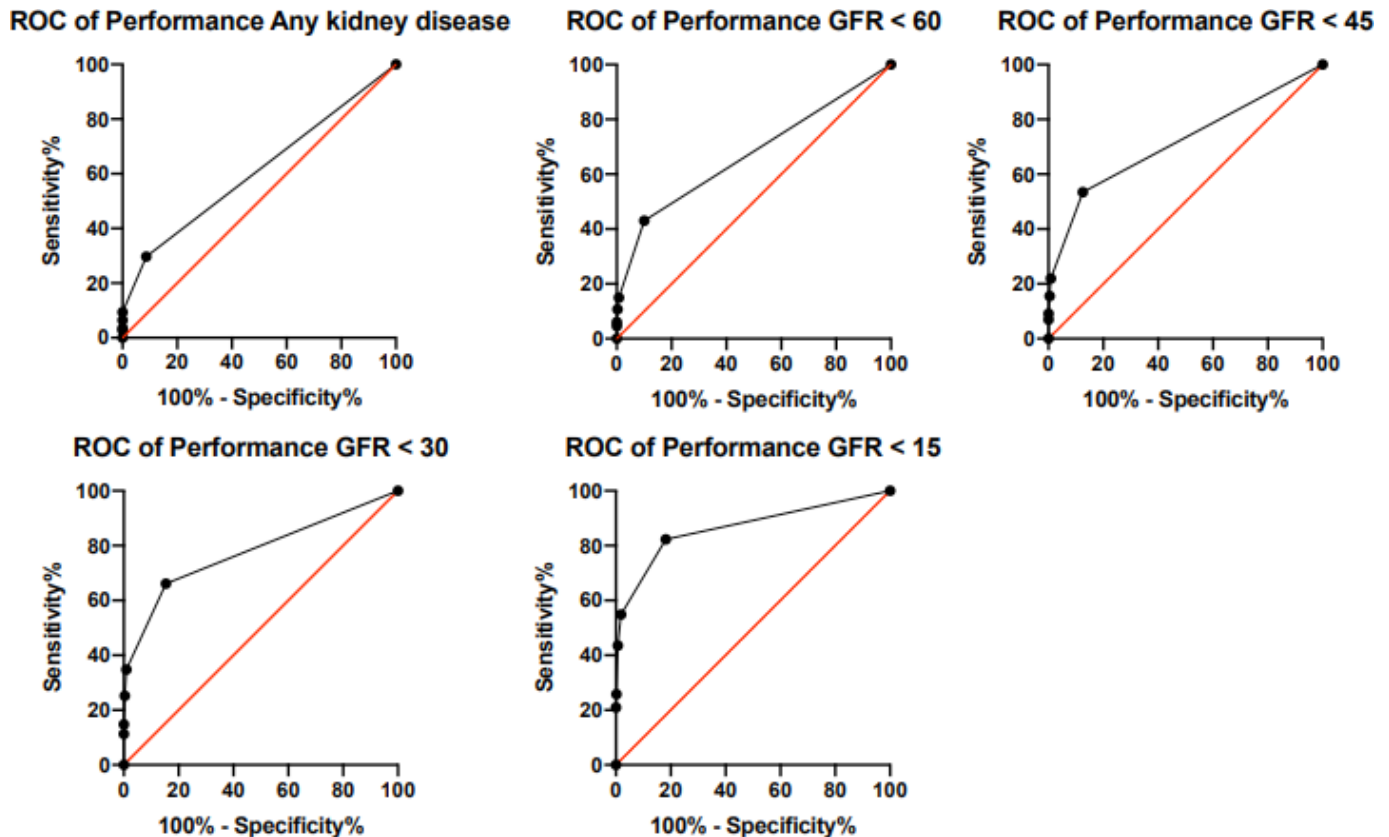 ROC of Performance Any kidney disease
100
80
60
40
20
0
Sensitivity%
0 20 40 60 80 100
100% - Specificity%
ROC of Performance GFR < 60
100
80
60
40
20
0
Sensitivity%
0 20 40 60 80 100
100% - Specificity%
ROC of Performance GFR < 45
100
80
60
40
20
0
Sensitivity%
0 20 40 60 80 100
100% - Specificity%
ROC of Performance GFR < 30
100
80
60
40
20
0
Sensitivity%
0 20 40 60 80 100
100% - Specificity%
ROC of Performance GFR < 15
100
80
60
40
20
0
Sensitivity%
0 20 40 60 80 100
100% - Specificity%